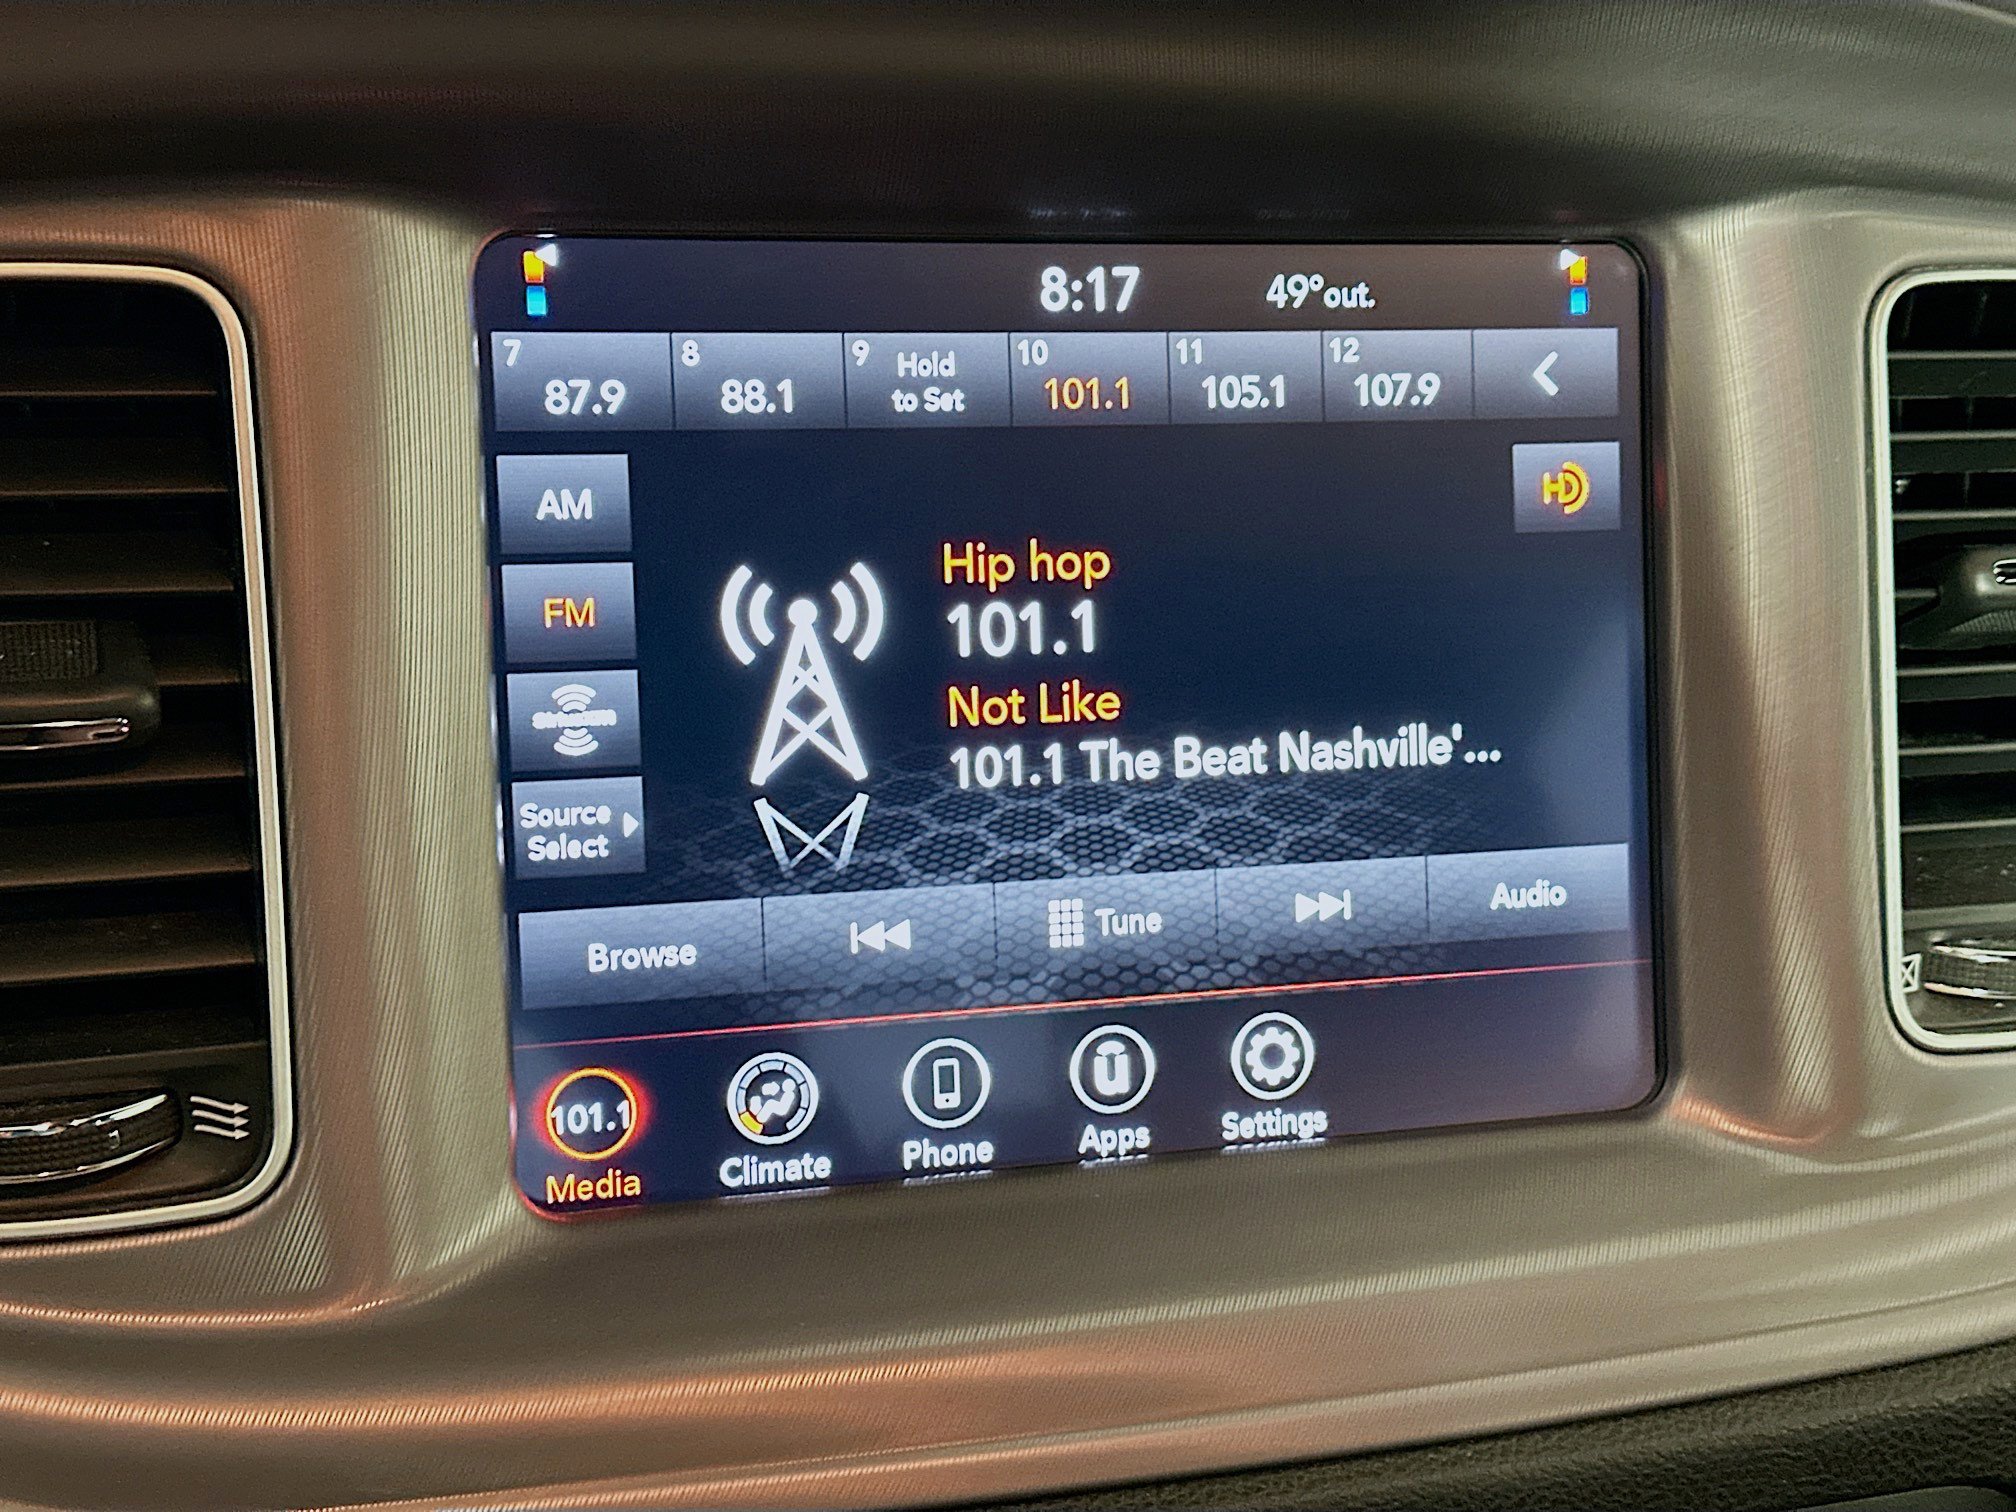 8:17 49°out.
7 8 9 Hold 10 11 12
87.9 88.1 to Set 101.1 105.1 107.9
AM
HD
Hip hop
FM
101.1
Not Like
SiriusXM
101.1 The Beat Nashville'...
Source
Select
Browse Tune Audio
101.1
Media Climate Phone Apps Settings